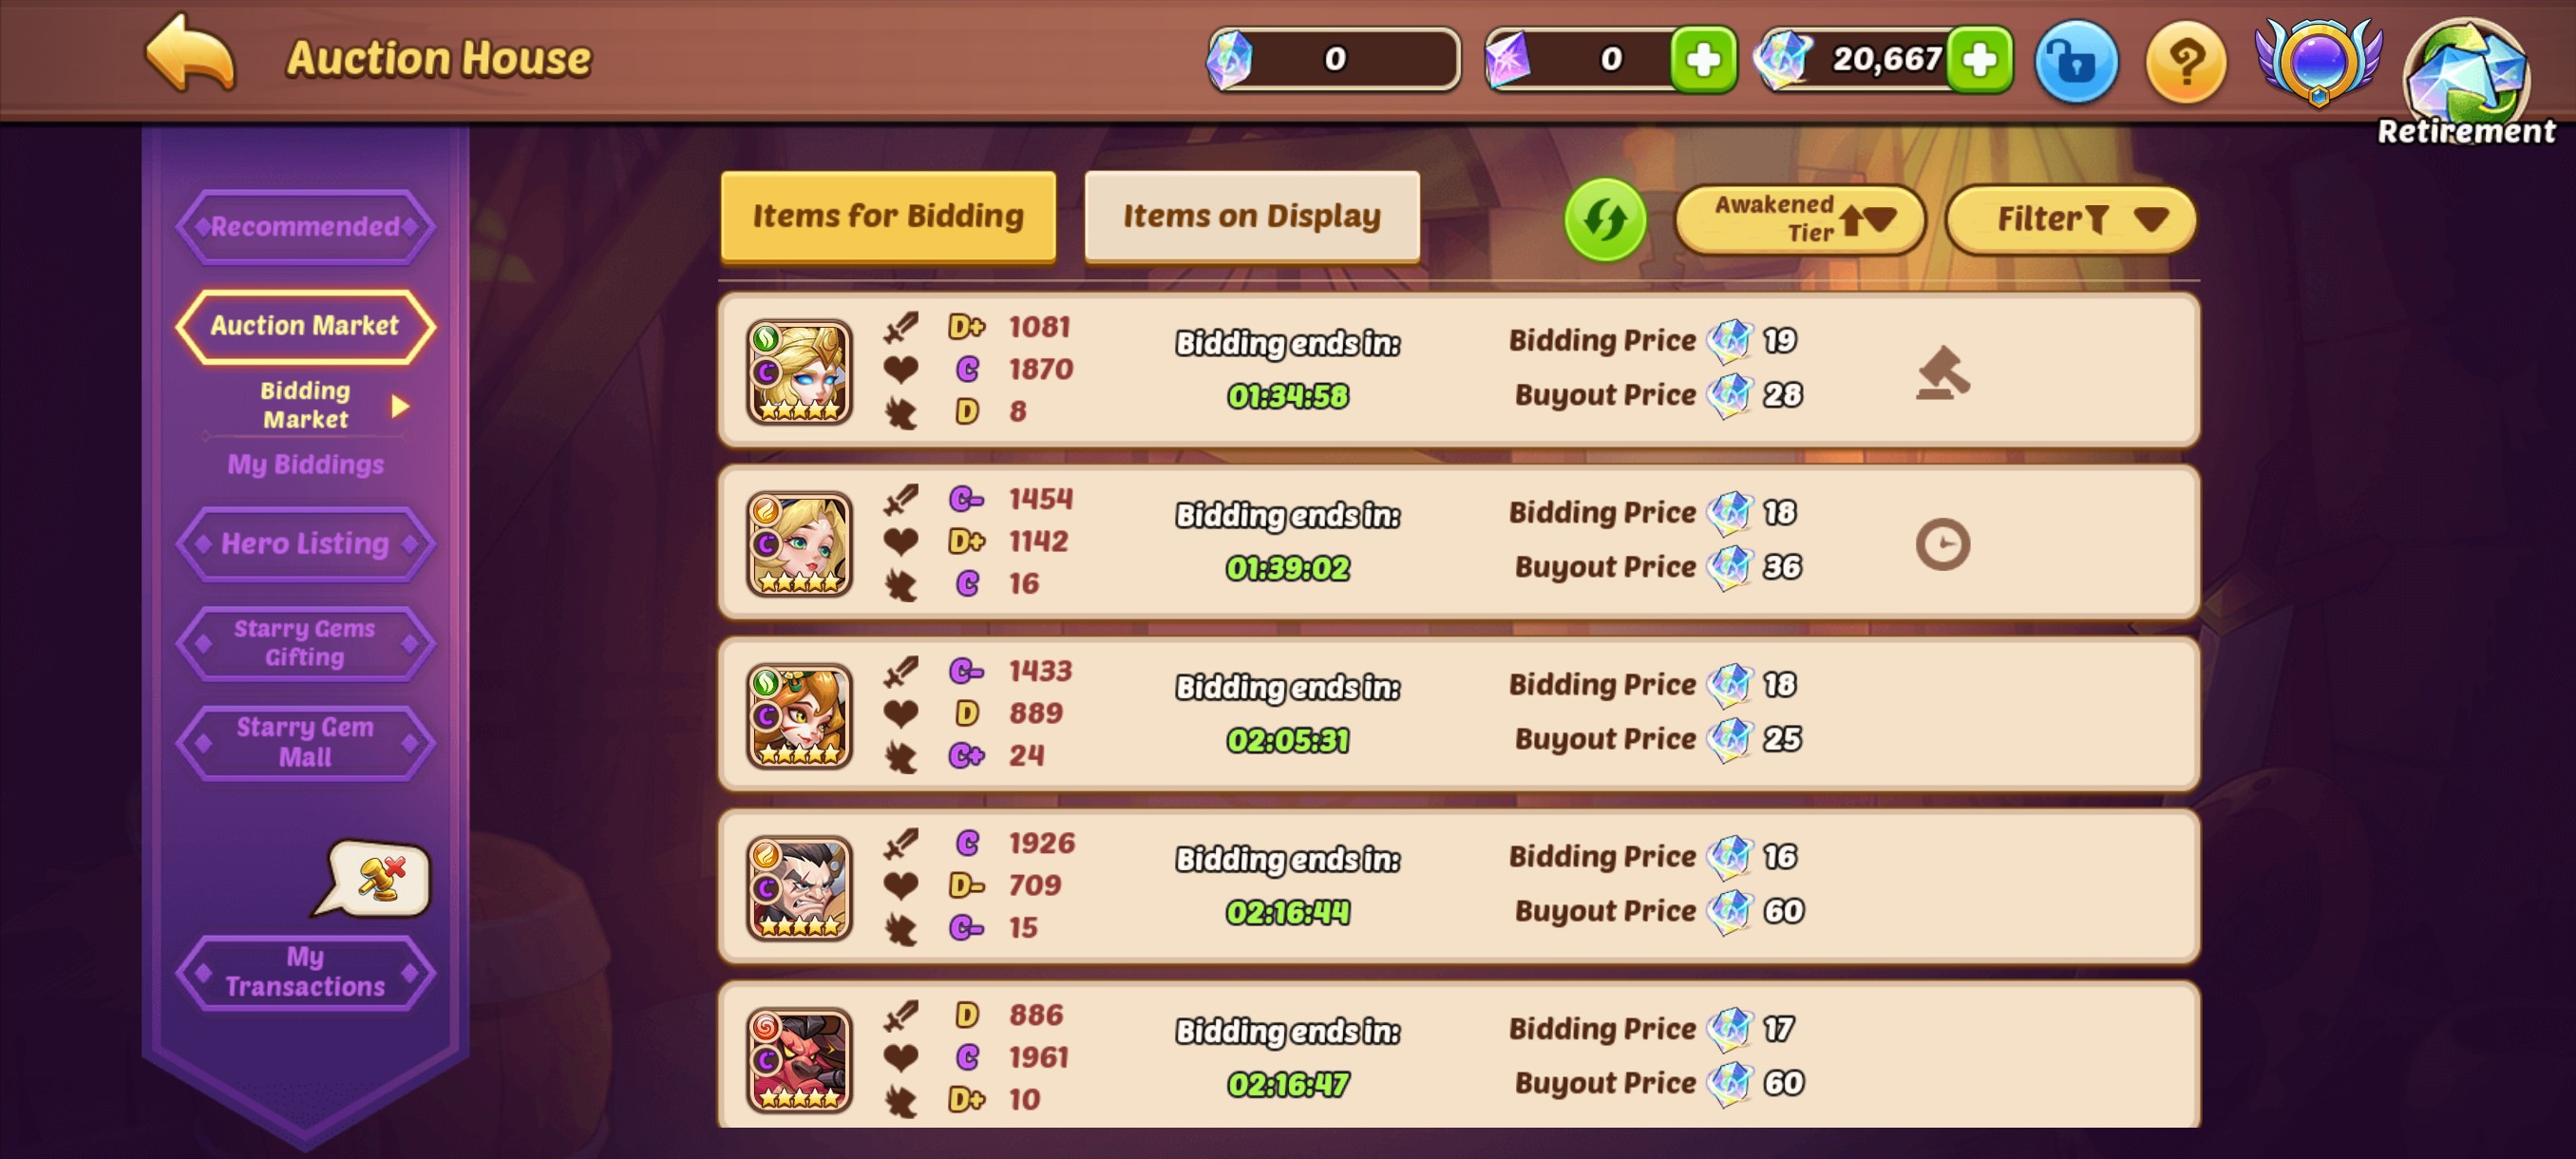 Auction House
0
0
20,667
Retirement
Recommended
Auction Market
Bidding
Market
My Biddings
Hero Listing
Starry Gems
Gifting
Starry Gem
Mall
My
Transactions
Items for Bidding
Items on Display
Awakened
Tier
Filter
C
D+ 1081
C 1870
D 8
Bidding ends in:
01:34:58
Bidding Price 19
Buyout Price 28
C
C- 1454
D+ 1142
C 16
Bidding ends in:
01:39:02
Bidding Price 18
Buyout Price 36
C
C- 1433
D 889
C+ 24
Bidding ends in:
02:05:31
Bidding Price 18
Buyout Price 25
C
C 1926
D- 709
C- 15
Bidding ends in:
02:16:44
Bidding Price 16
Buyout Price 60
C
D 886
C 1961
D+ 10
Bidding ends in:
02:16:47
Bidding Price 17
Buyout Price 60